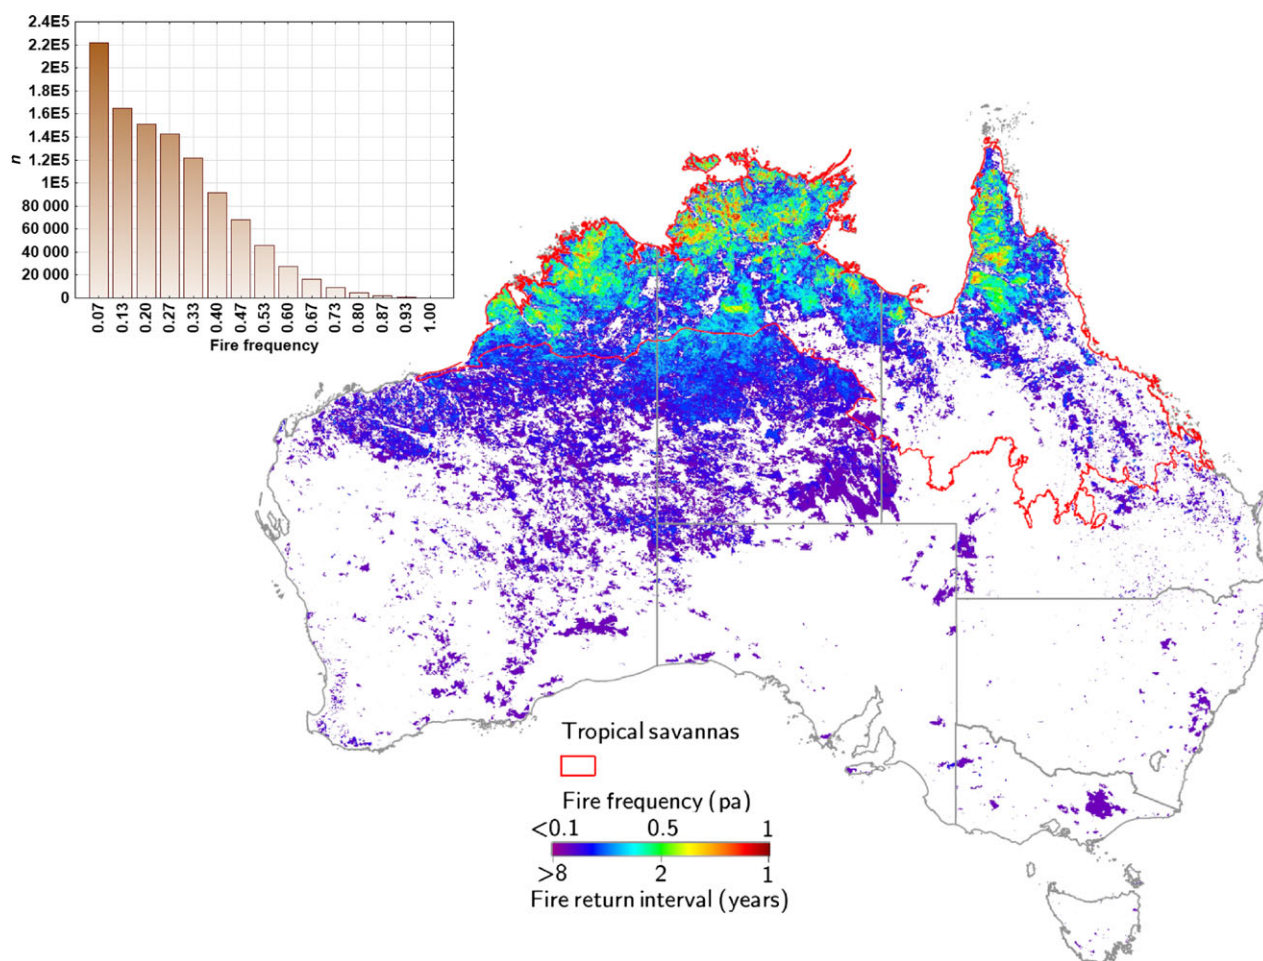 2.4E5
2.2E5
2E5
1.8E5
1.6E5
1.4E5
1.2E5
1E5
80 000
60 000
40 000
20 000
0
n
0.07 0.13 0.20 0.27 0.33 0.40 0.47 0.53 0.60 0.67 0.73 0.80 0.87 0.93 1.00
Fire frequency
Tropical savannas
Fire frequency (pa)
<0.1 0.5 1
>8 2 1
Fire return interval (years)